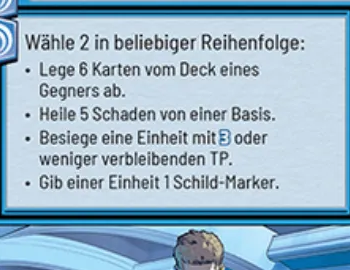 Wähle 2 in beliebiger Reihenfolge:
• Lege 6 Karten vom Deck eines
Gegners ab.
• Heile 5 Schaden von einer Basis.
• Besiege eine Einheit mit 3 oder
weniger verbleibenden TP.
• Gib einer Einheit 1 Schild-Marker.